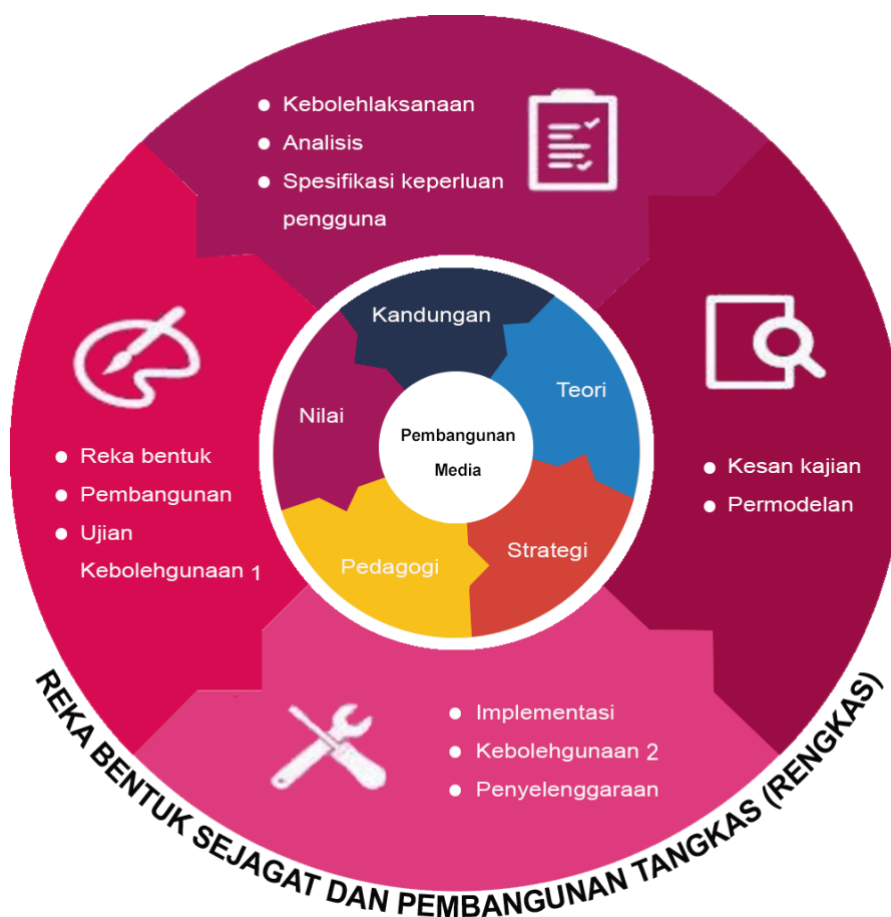 Kebolehlaksanaan
Analisis
Spesifikasi keperluan
pengguna
Kandungan
Teori
Nilai
Pembangunan
Media
Strategi
Pedagogi
Reka bentuk
Pembangunan
Ujian
Kebolehgunaan 1
Kesan kajian
Permodelan
Implementasi
Kebolehgunaan 2
Penyelenggaraan
REKA BENTUK SEJAGAT DAN PEMBANGUNAN TANGKAS (RENGKAS)